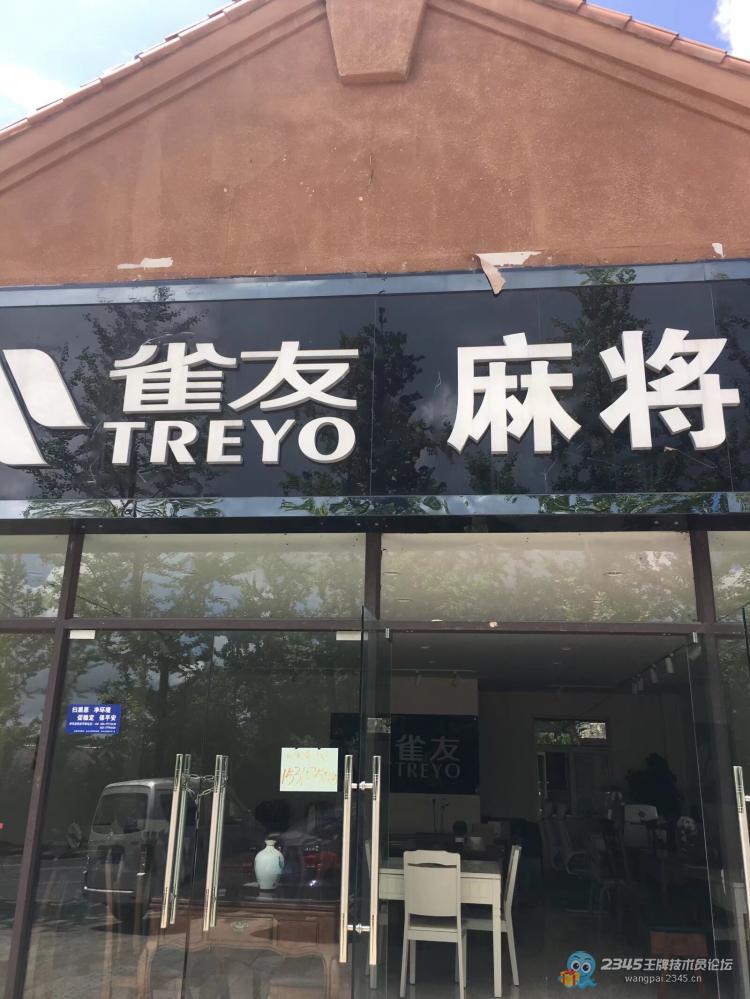 雀友 麻将
TREYO
扫黑恶 净环境
促稳定 保平安
雀友
TREYO
2345王牌技术员论坛
wangpai.2345.cn